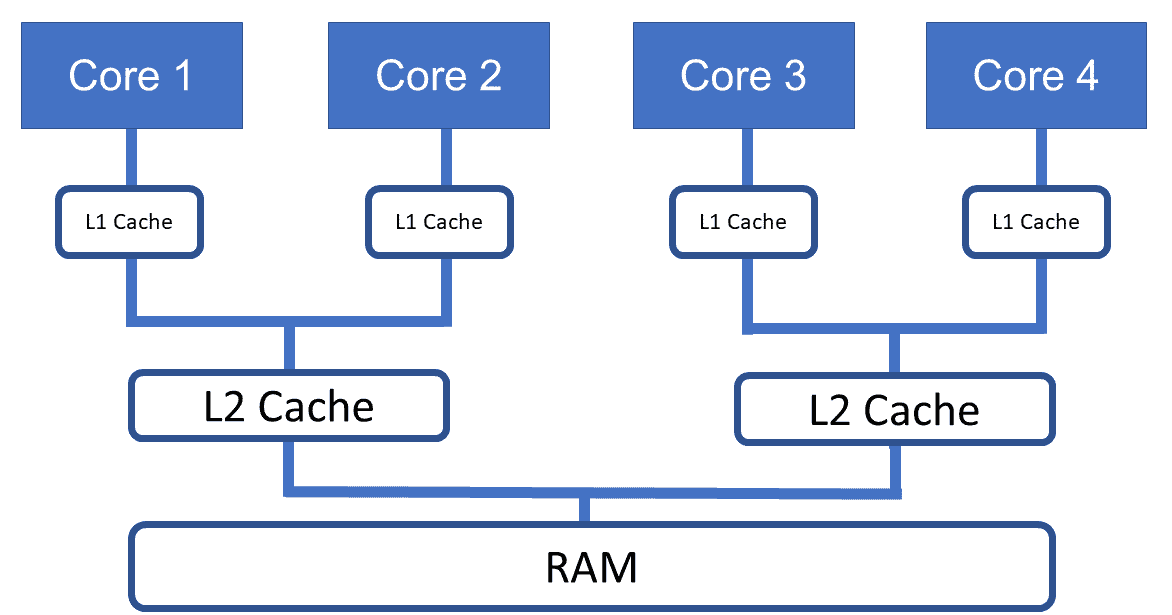 Core 1
Core 2
Core 3
Core 4
L1 Cache
L1 Cache
L1 Cache
L1 Cache
L2 Cache
L2 Cache
RAM